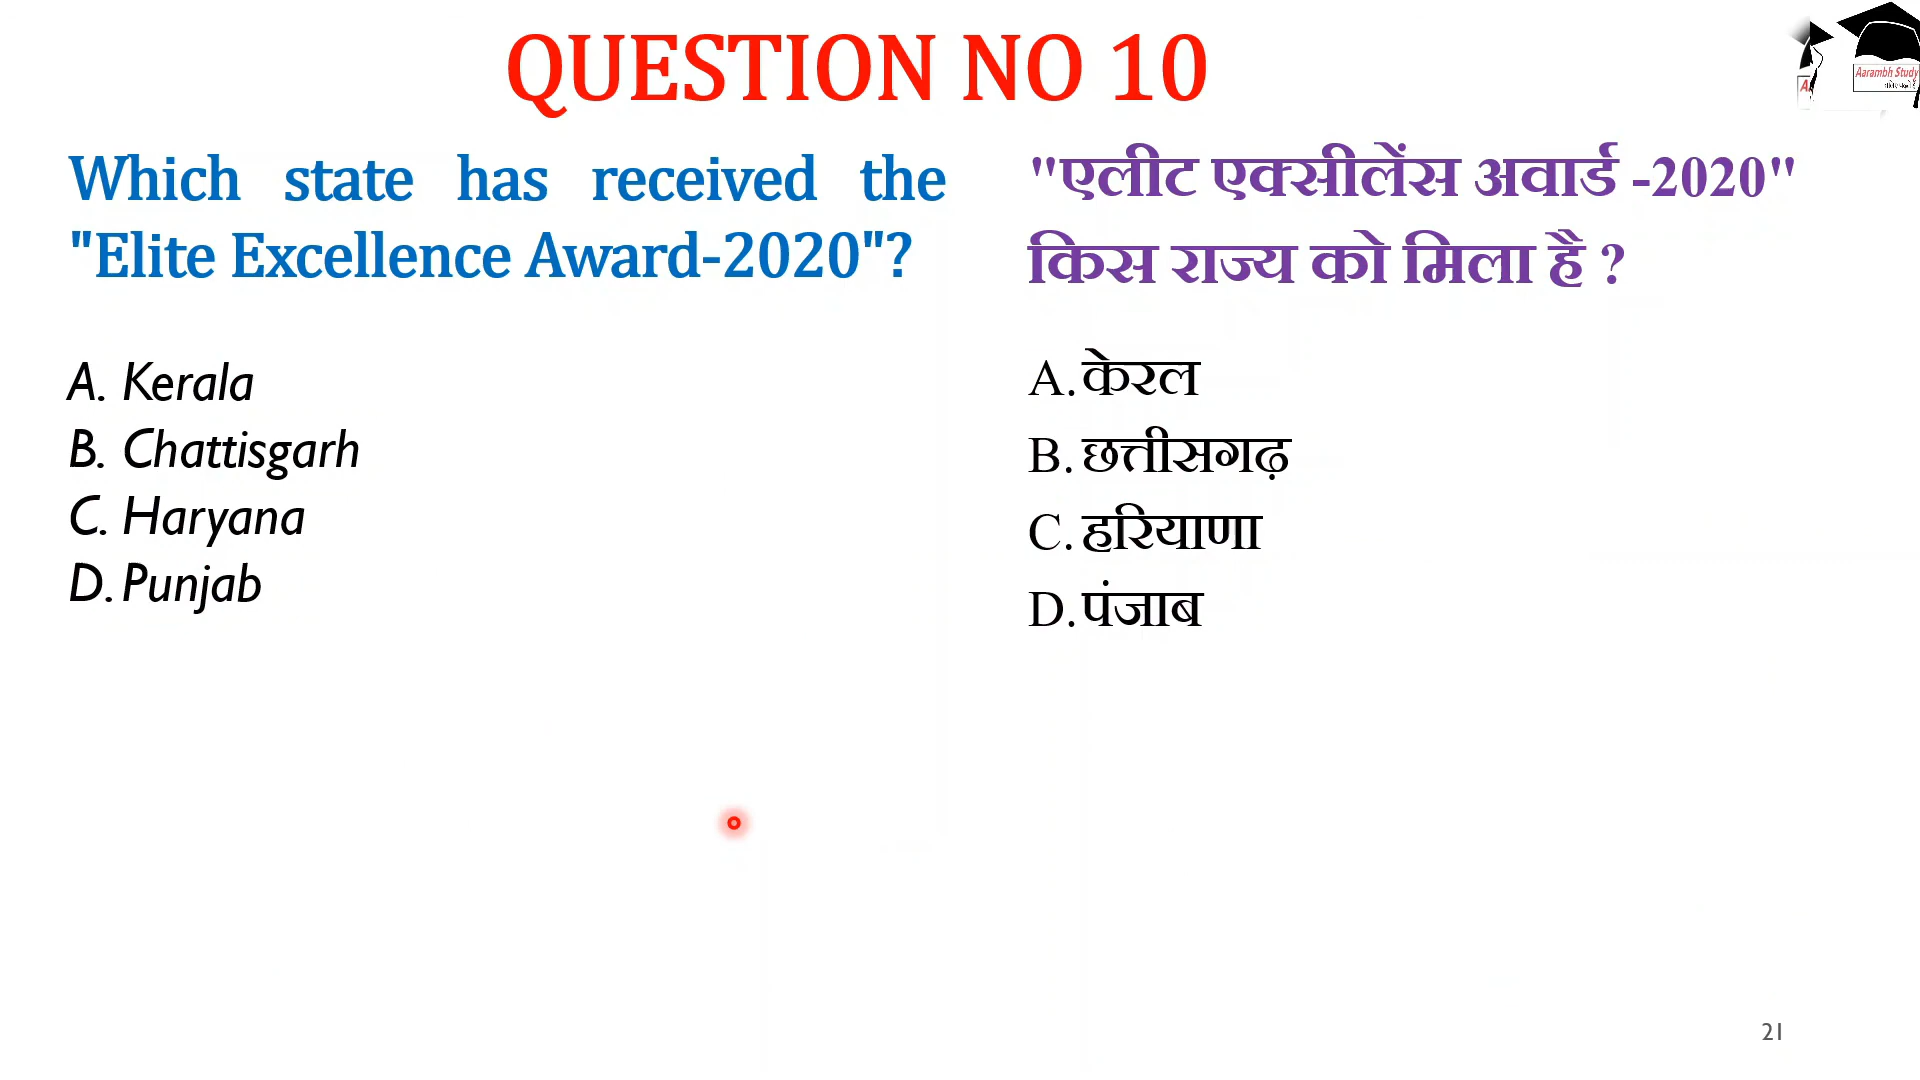 QUESTION NO 10
Aarambh Study
Which state has received the
"Elite Excellence Award-2020"?
A. Kerala
B. Chattisgarh
C. Haryana
D. Punjab
"एलीट एक्सीलेंस अवार्ड -2020"
किस राज्य को मिला है ?
A. केरल
B. छत्तीसगढ़
C. हरियाणा
D. पंजाब
21